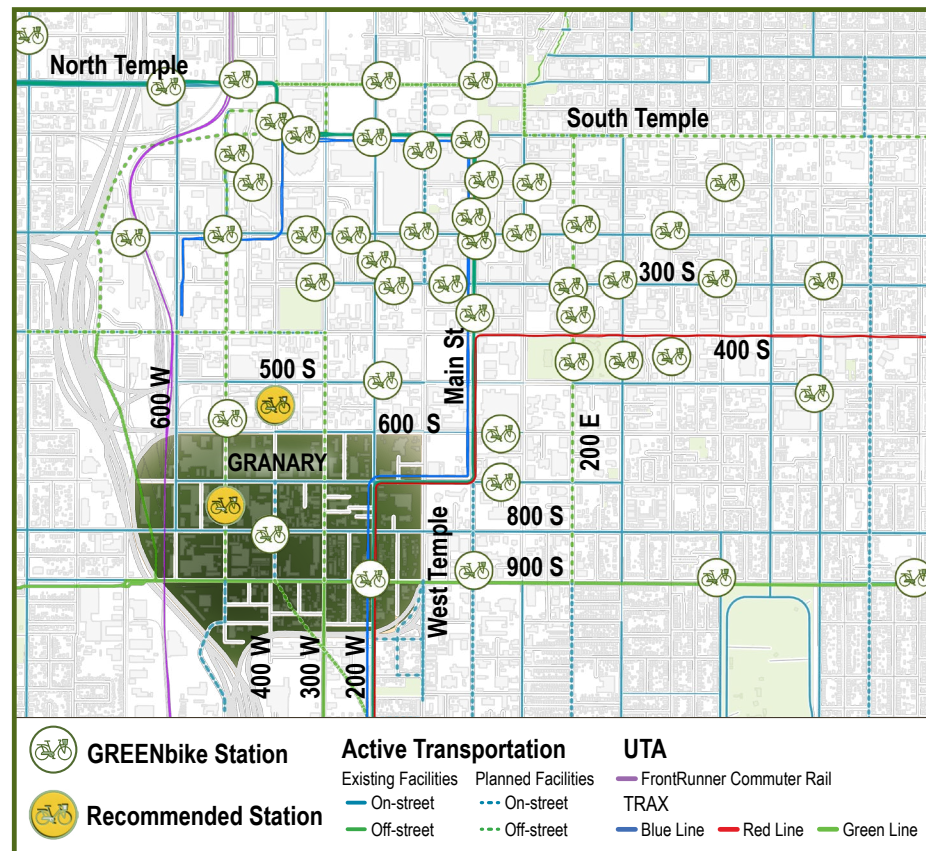 North Temple
South Temple
300 S
400 S
500 S
Main St
600 W
600 S
200 E
GRANARY
800 S
West Temple
900 S
400 W
300 W
200 W
GREENbike Station
Recommended Station
Active Transportation
Existing Facilities
On-street
Off-street
Planned Facilities
On-street
Off-street
UTA
FrontRunner Commuter Rail
TRAX
Blue Line
Red Line
Green Line